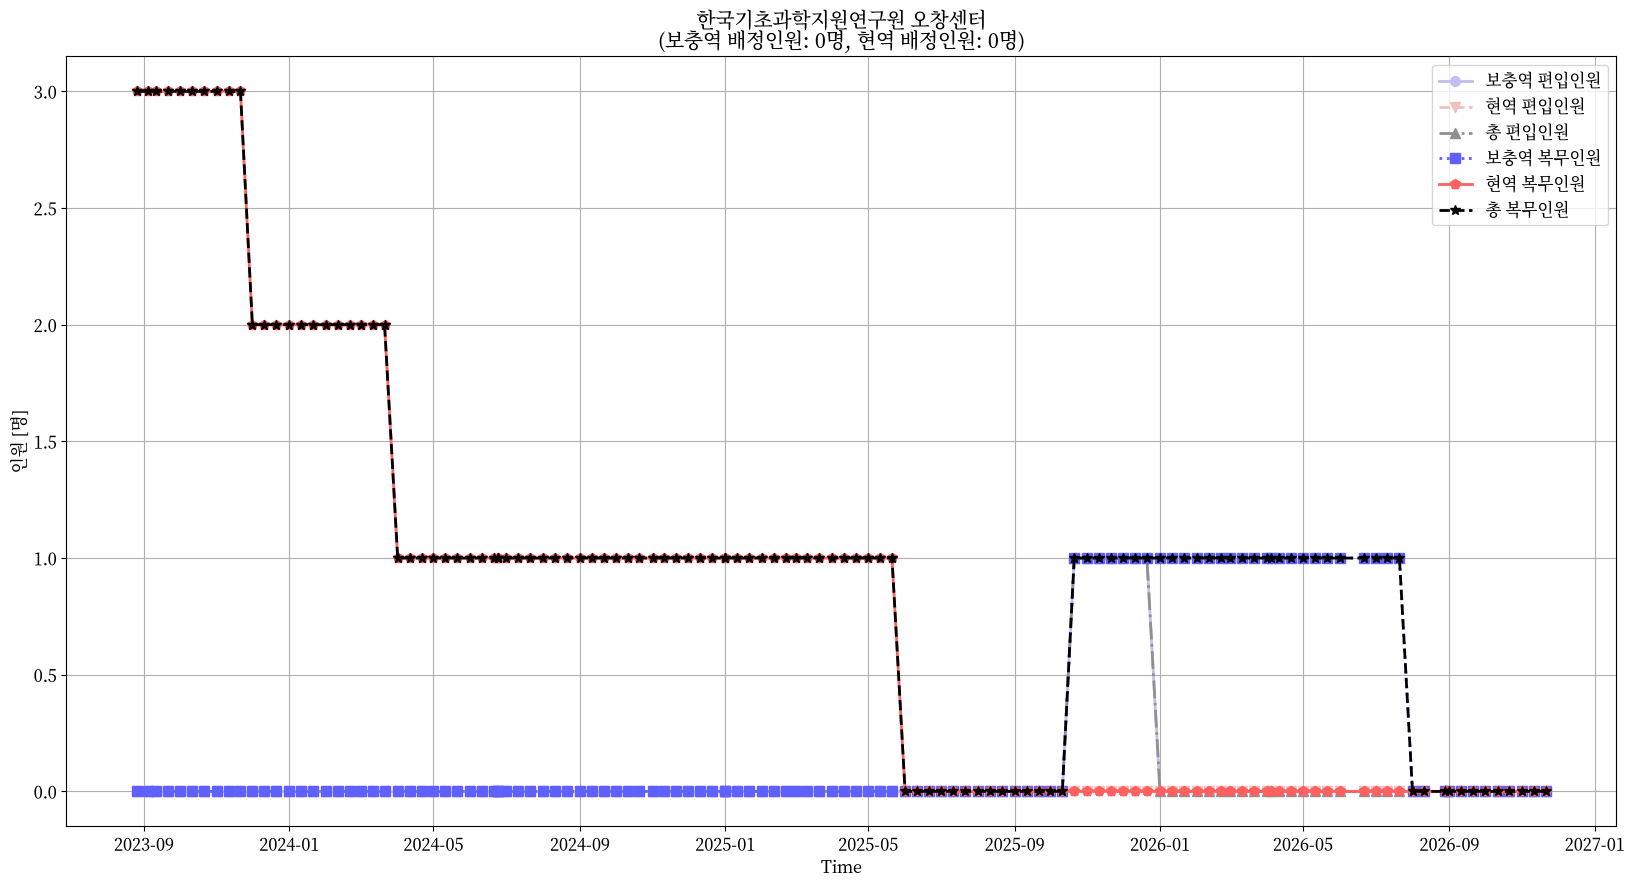 한국기초과학지원연구원 오창센터
(보충역 배정인원: 0명, 현역 배정인원: 0명)
보충역 편입인원
현역 편입인원
총 편입인원
보충역 복무인원
현역 복무인원
총 복무인원
인원 [명]
3.0
2.5
2.0
1.5
1.0
0.5
0.0
2023-09
2024-01
2024-05
2024-09
2025-01
2025-05
2025-09
2026-01
2026-05
2026-09
2027-01
Time